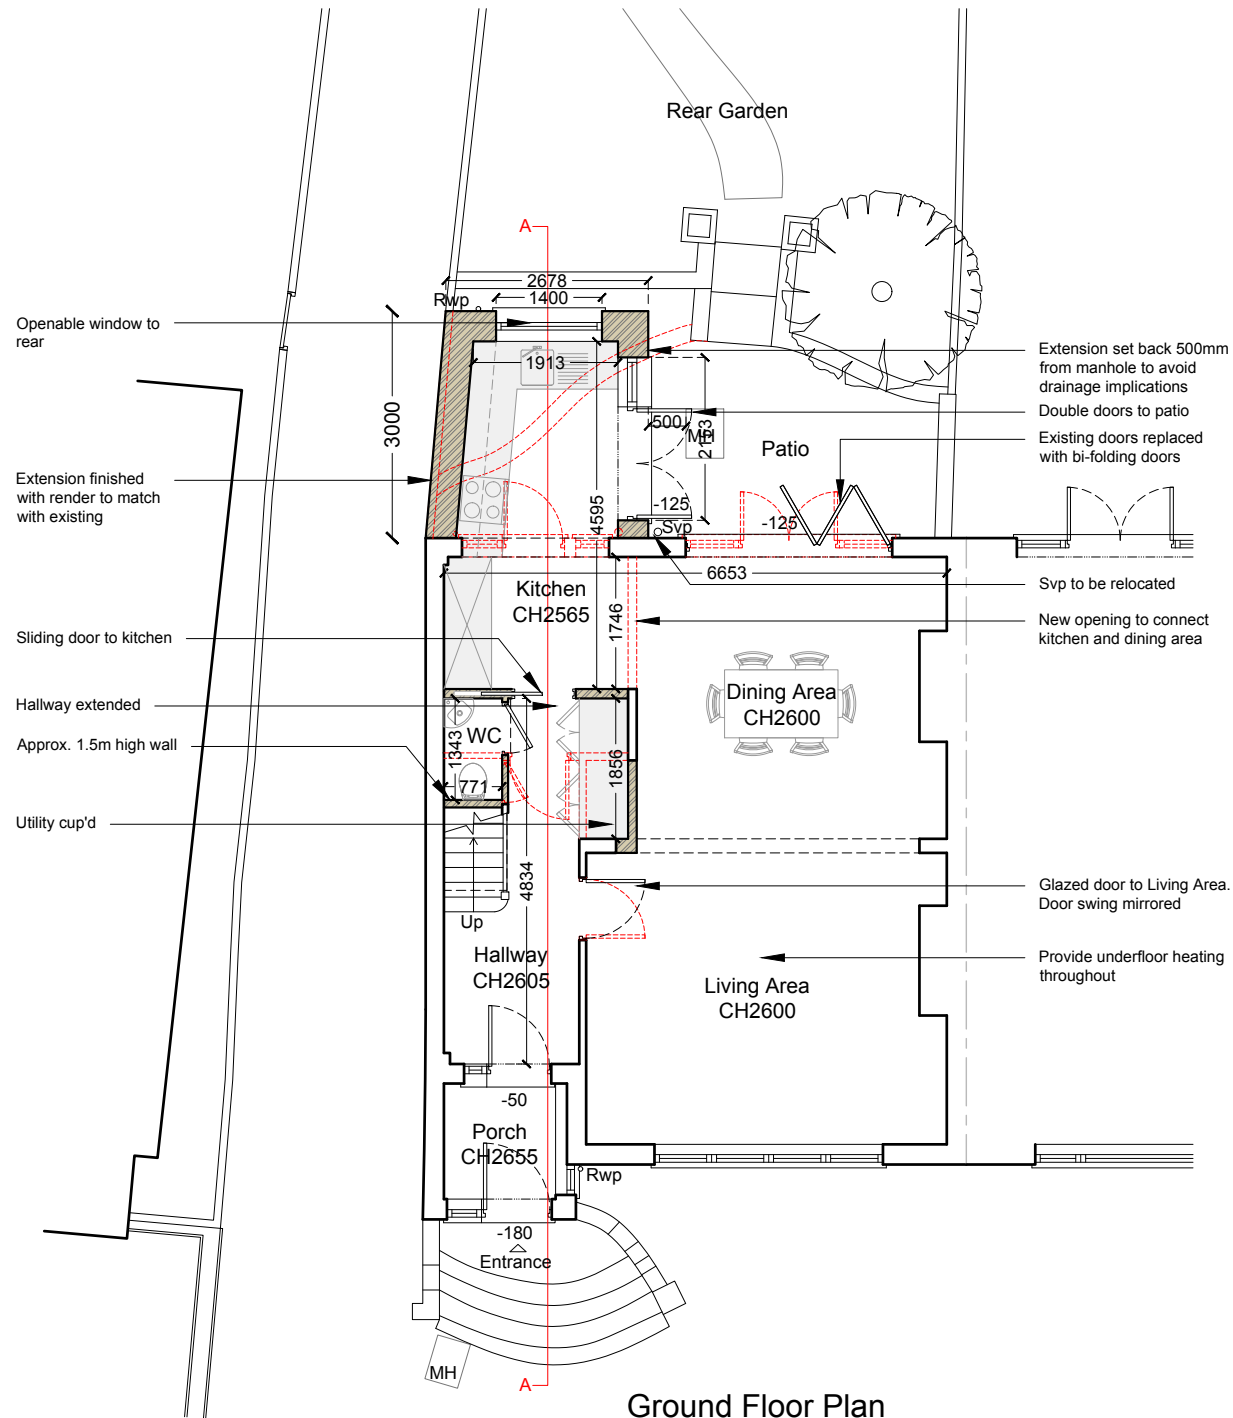 Rear Garden
A
2678
1400
Rwp
Openable window to
rear
1913
3000
Extension set back 500mm
from manhole to avoid
drainage implications
Double doors to patio
Existing doors replaced
with bi-folding doors
500
MH
Patio
Extension finished
with render to match
with existing
4595
-125
-125
Svp
6653
Kitchen
CH2565
1746
Svp to be relocated
New opening to connect
kitchen and dining area
Sliding door to kitchen
Hallway extended
Approx. 1.5m high wall
Utility cup'd
WC
1343
771
1856
Dining Area
CH2600
4834
Up
Hallway
CH2605
Glazed door to Living Area.
Door swing mirrored
Provide underfloor heating
throughout
Living Area
CH2600
-50
Porch
CH2655
Rwp
-180
Entrance
MH
A
Ground Floor Plan